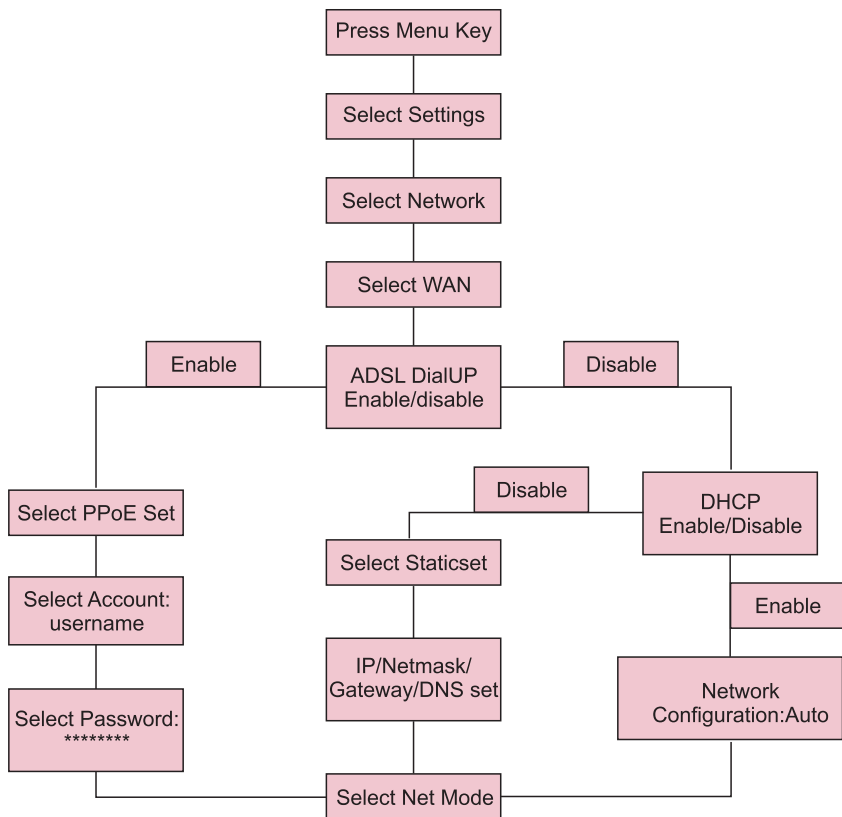 Press Menu Key
Select Settings
Select Network
Select WAN
Enable
ADSL DialUP
Enable/disable
Disable
Select PPoE Set
Disable
DHCP
Enable/Disable
Select Staticset
Select Account:
username
Enable
IP/Netmask/
Gateway/DNS set
Network
Configuration:Auto
Select Password:
********
Select Net Mode